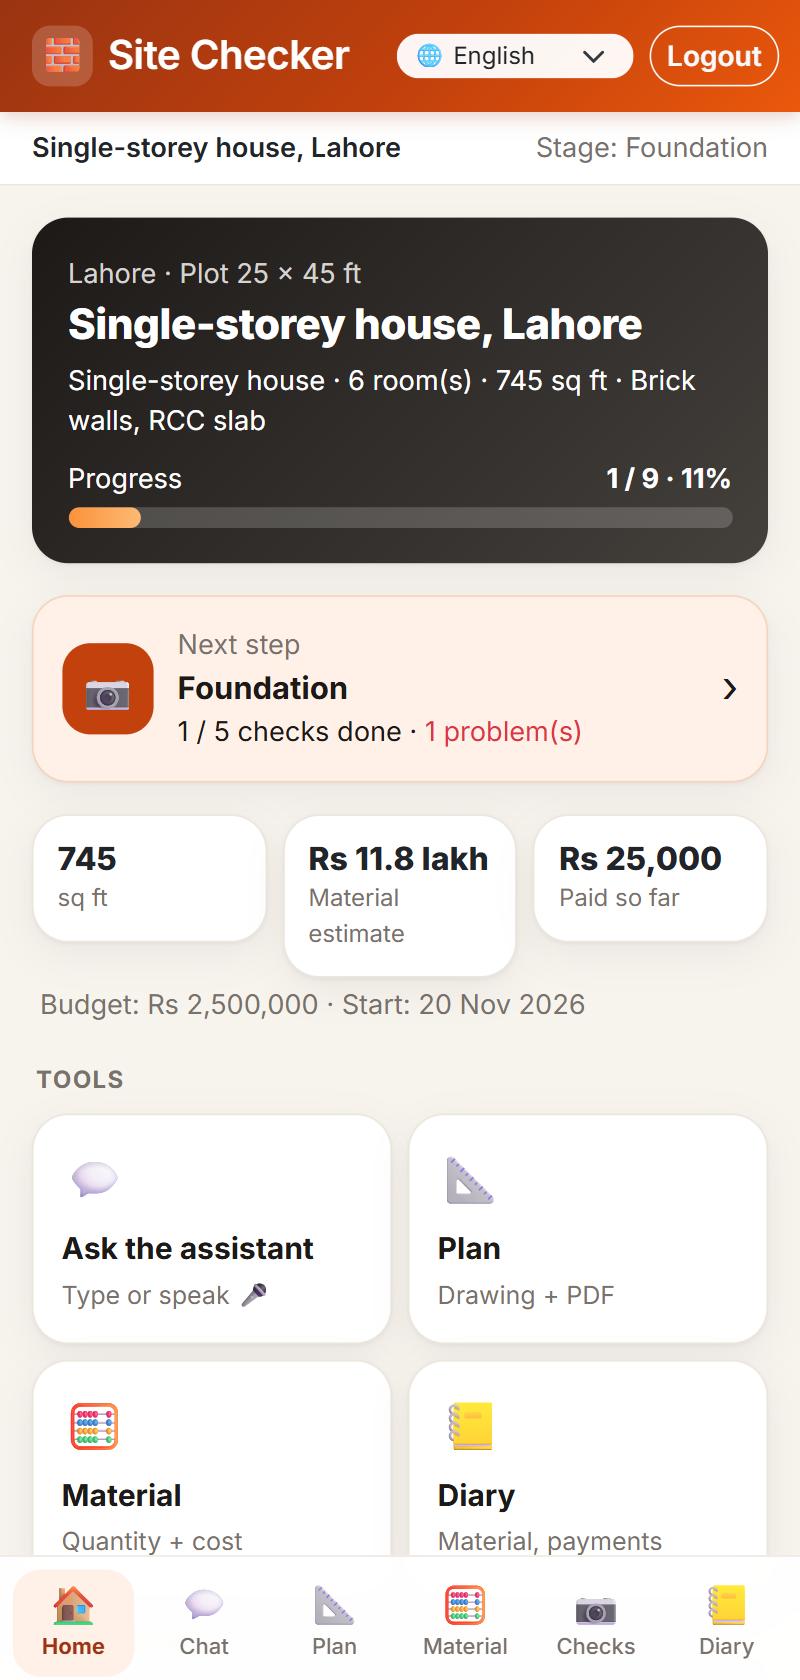 Site Checker
English
Logout
Single-storey house, Lahore
Stage: Foundation
Lahore · Plot 25 × 45 ft
Single-storey house, Lahore
Single-storey house · 6 room(s) · 745 sq ft · Brick
walls, RCC slab
Progress
1 / 9 · 11%
Next step
Foundation
1 / 5 checks done · 1 problem(s)
745
sq ft
Rs 11.8 lakh
Material
estimate
Rs 25,000
Paid so far
Budget: Rs 2,500,000 · Start: 20 Nov 2026
TOOLS
Ask the assistant
Type or speak 🎤
Plan
Drawing + PDF
Material
Quantity + cost
Diary
Material, payments
Home
Chat
Plan
Material
Checks
Diary